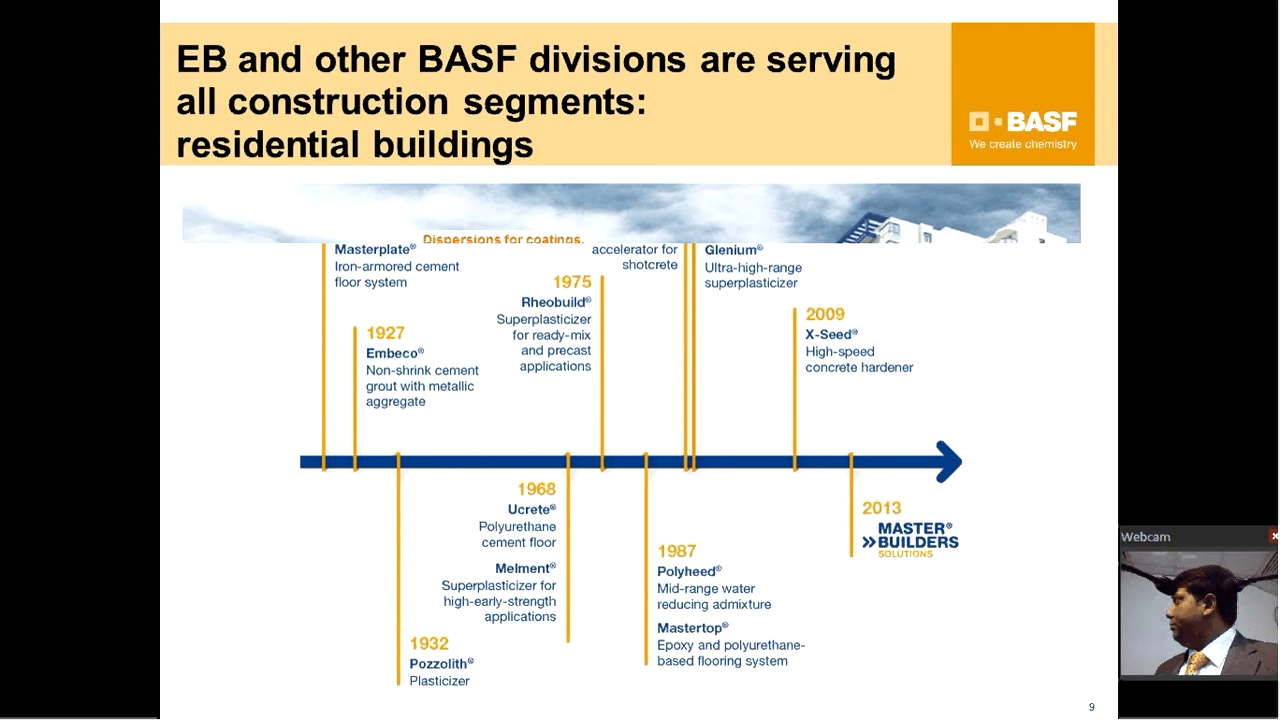 EB and other BASF divisions are serving
all construction segments:
residential buildings
BASF
We create chemistry
Dispersions for coatings,
Masterplate®
Iron-armored cement
floor system
1927
Embeco®
Non-shrink cement
grout with metallic
aggregate
1932
Pozzolith®
Plasticizer
1968
Ucrete®
Polyurethane
cement floor
Melment®
Superplasticizer for
high-early-strength
applications
1975
Rheobuild®
Superplasticizer
for ready-mix
and precast
applications
accelerator for
shotcrete
1987
Polyheed®
Mid-range water
reducing admixture
Mastertop®
Epoxy and polyurethane-
based flooring system
Glenium®
Ultra-high-range
superplasticizer
2009
X-Seed®
High-speed
concrete hardener
2013
MASTER®
BUILDERS
SOLUTIONS
9
Webcam